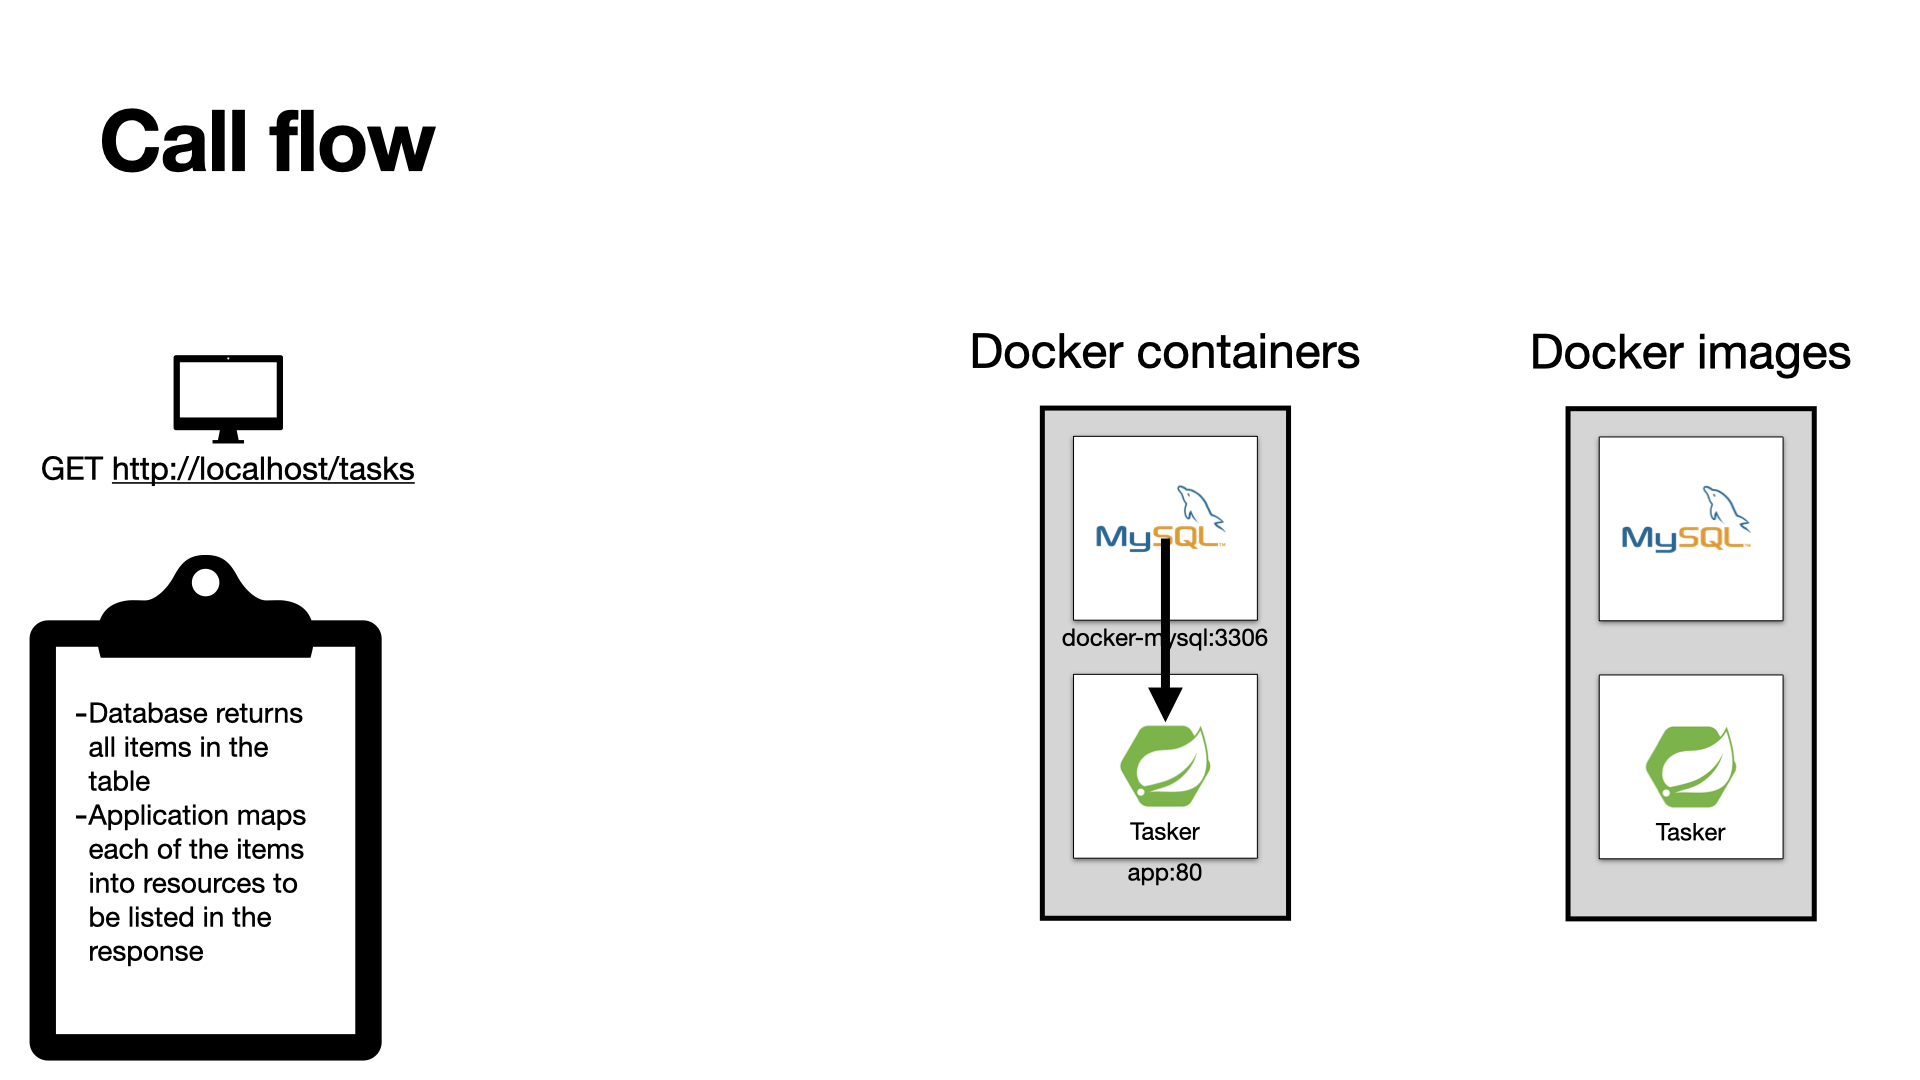 Call flow
GET http://localhost/tasks
-Database returns
all items in the
table
-Application maps
each of the items
into resources to
be listed in the
response
Docker containers
MySQL™
docker-mysql:3306
Tasker
app:80
Docker images
MySQL™
Tasker